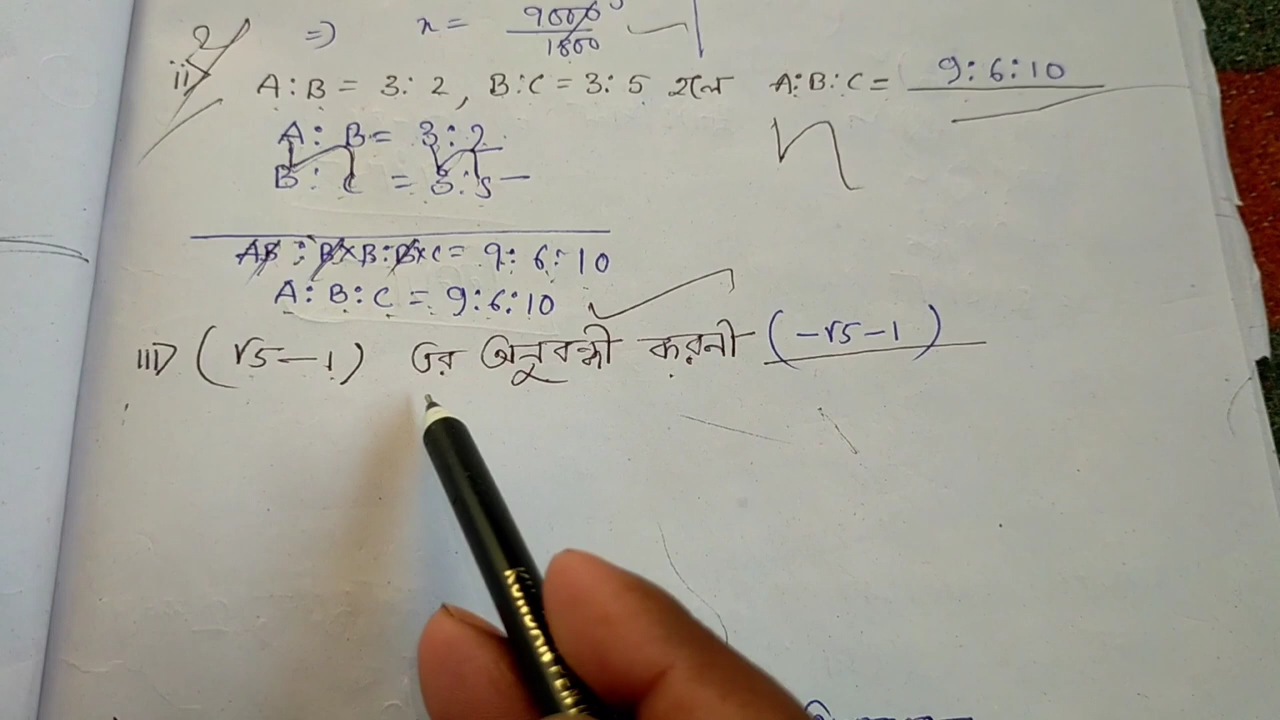 ⇒ x = 9000/1800
ii) A:B = 3:2, B:C = 3:5 হলে A:B:C = 9:6:10
A:B = 3:2
B:C = 3:5
AB : B×B : B×C = 9:6:10
A:B:C = 9:6:10
iii) (√5-1) এর অনুবন্ধী করনী (-√5-1)